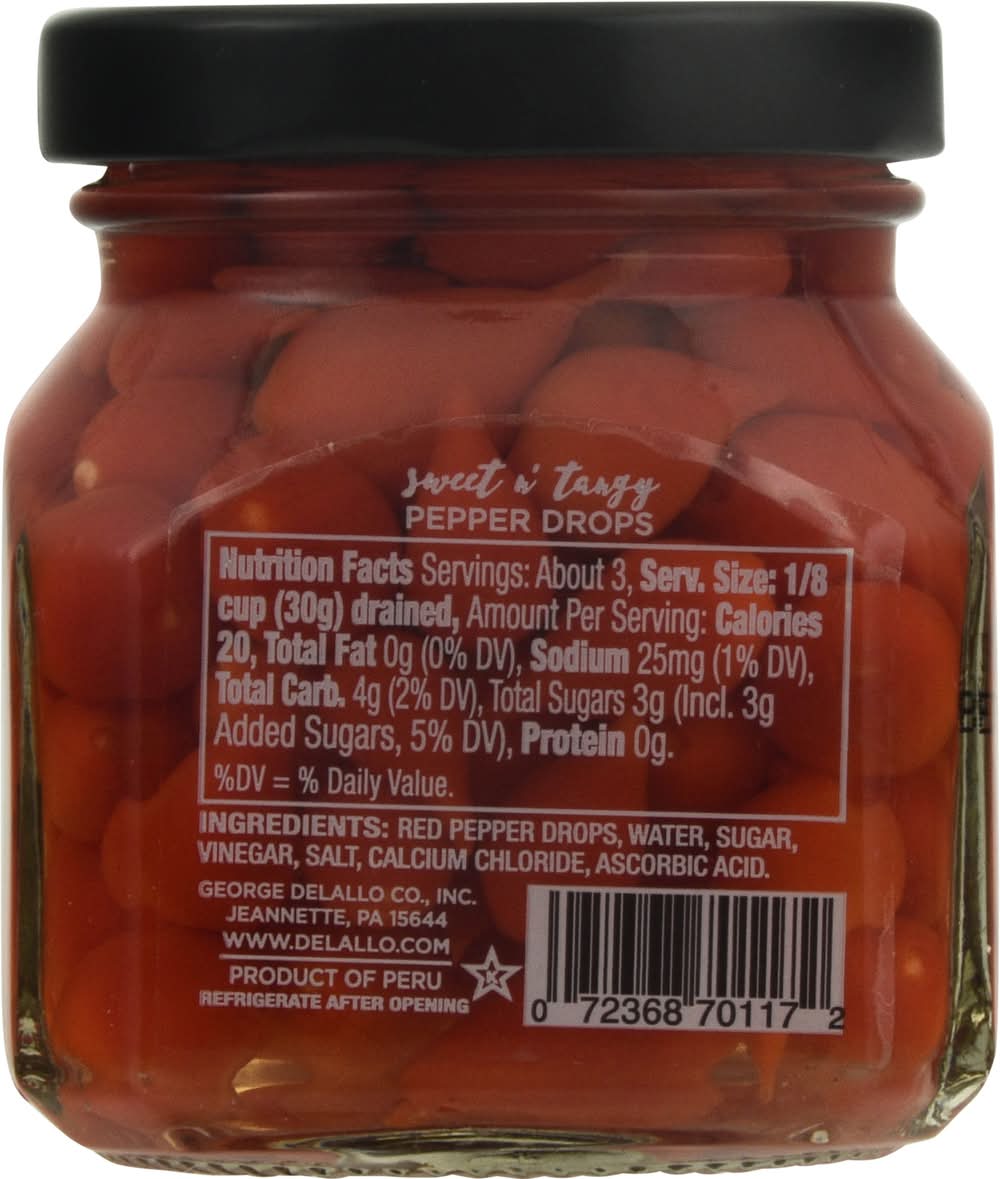 sweet n' tangy
PEPPER DROPS
Nutrition Facts Servings: About 3, Serv. Size: 1/8
cup (30g) drained, Amount Per Serving: Calories
20, Total Fat 0g (0% DV), Sodium 25mg (1% DV),
Total Carb. 4g (2% DV), Total Sugars 3g (Incl. 3g
Added Sugars, 5% DV), Protein 0g.
%DV = % Daily Value.
INGREDIENTS: RED PEPPER DROPS, WATER, SUGAR,
VINEGAR, SALT, CALCIUM CHLORIDE, ASCORBIC ACID.
GEORGE DELALLO CO., INC.
JEANNETTE, PA 15644
WWW.DELALLO.COM
PRODUCT OF PERU
REFRIGERATE AFTER OPENING
K
0 72368 70117 2